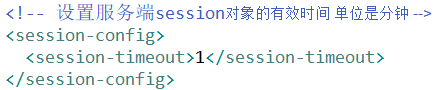 <!-- 设置服务端session对象的有效时间 单位是分钟 -->
<session-config>
<session-timeout>1</session-timeout>
</session-config>